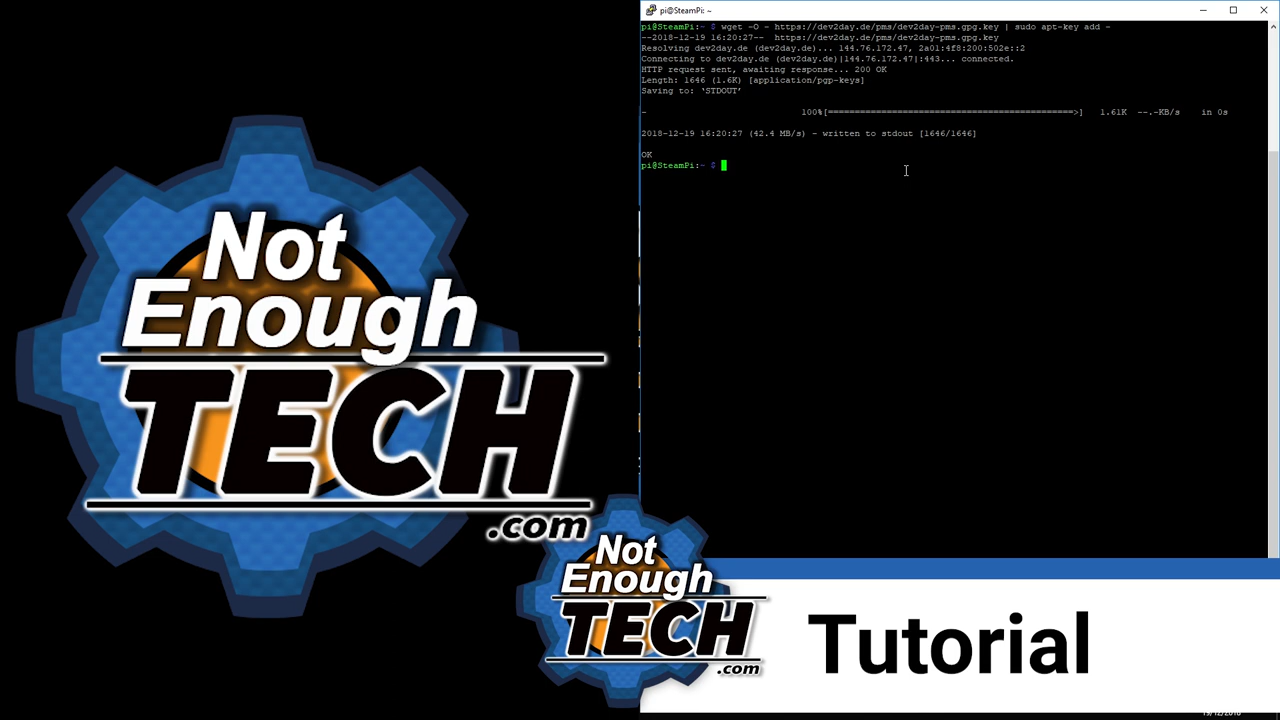 pi@SteamPi: ~
pi@SteamPi:~ $ wget -O - https://dev2day.de/pms/dev2day-pms.gpg.key | sudo apt-key add -
--2018-12-19 16:20:27--  https://dev2day.de/pms/dev2day-pms.gpg.key
Resolving dev2day.de (dev2day.de)... 144.76.172.47, 2a01:4f8:200:502e::2
Connecting to dev2day.de (dev2day.de)|144.76.172.47|:443... connected.
HTTP request sent, awaiting response... 200 OK
Length: 1646 (1.6K) [application/pgp-keys]
Saving to: ‘STDOUT’
- 100%[=============================================>] 1.61K --.-KB/s in 0s
2018-12-19 16:20:27 (42.4 MB/s) - written to stdout [1646/1646]
OK
pi@SteamPi:~ $
Not
Enough
TECH
.com
Not
Enough
TECH
.com
Tutorial